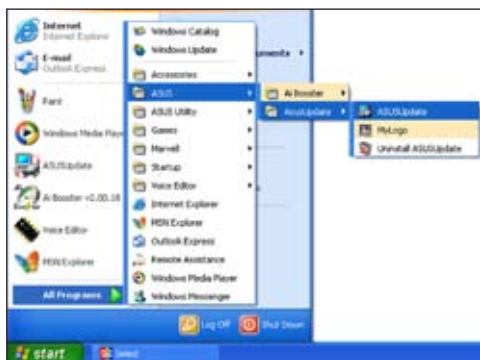 Internet
Internet Explorer
E-mail
Outlook Express
Paint
Windows Media Player
ASUSUpdate
Ai Booster v2.00.18
Voice Editor
MSN Explorer
All Programs
Windows Catalog
Windows Update
Accessories
ASUS
ASUS Utility
Games
Marvell
Startup
Voice Editor
Internet Explorer
MSN Explorer
Outlook Express
Remote Assistance
Windows Media Player
Windows Messenger
uments
Ai Booster
AsusUpdate
ASUSUpdate
MyLogo
Uninstall ASUSUpdate
Log Off
Shut Down
start